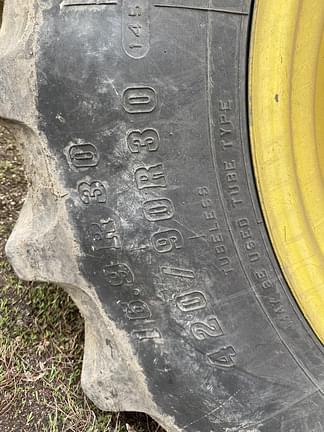 145
16.9R30
420/90R30
TUBELESS
MAY BE USED TUBE TYPE